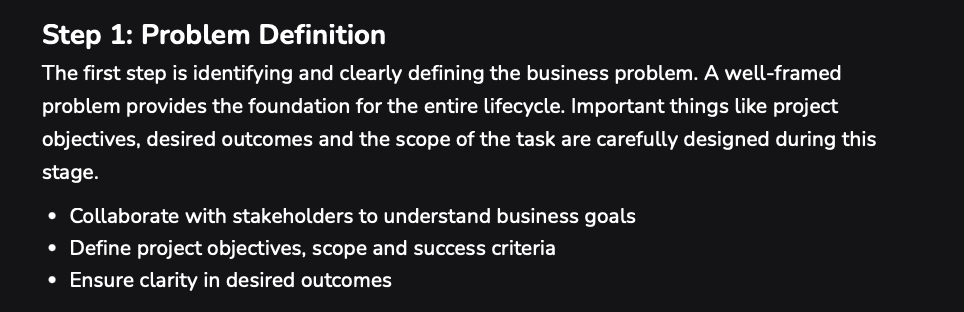 Step 1: Problem Definition
The first step is identifying and clearly defining the business problem. A well-framed
problem provides the foundation for the entire lifecycle. Important things like project
objectives, desired outcomes and the scope of the task are carefully designed during this
stage.
• Collaborate with stakeholders to understand business goals
• Define project objectives, scope and success criteria
• Ensure clarity in desired outcomes